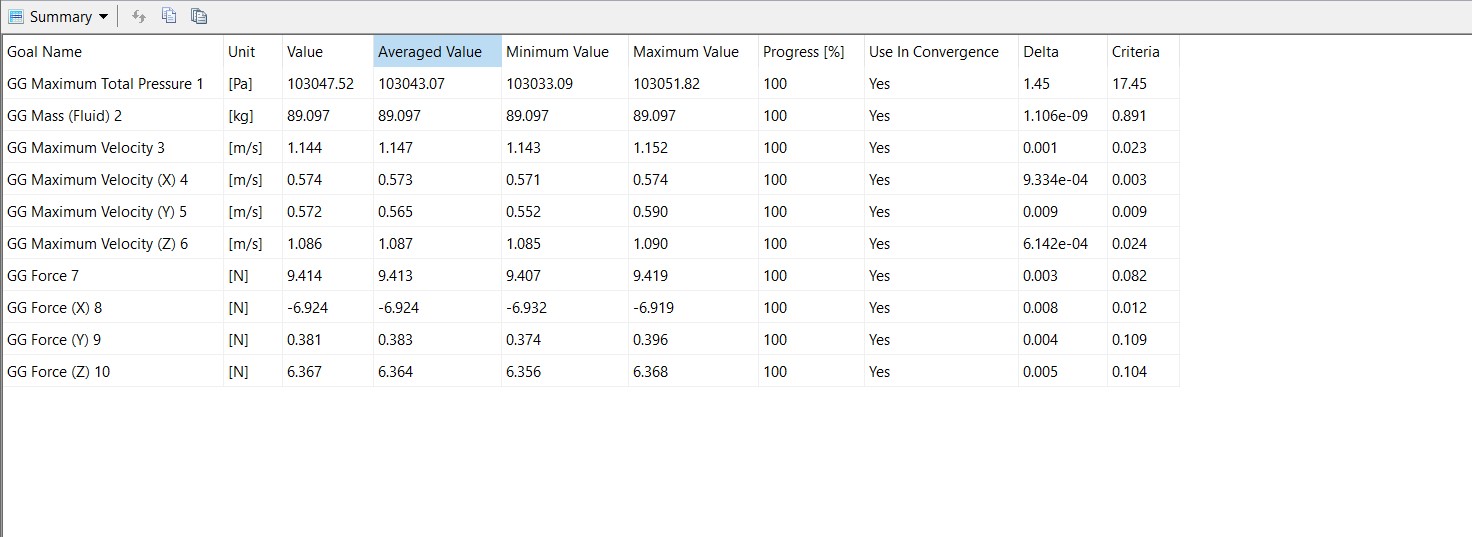 Summary
Goal Name Unit Value Averaged Value Minimum Value Maximum Value Progress [%] Use In Convergence Delta Criteria
GG Maximum Total Pressure 1 [Pa] 103047.52 103043.07 103033.09 103051.82 100 Yes 1.45 17.45
GG Mass (Fluid) 2 [kg] 89.097 89.097 89.097 89.097 100 Yes 1.106e-09 0.891
GG Maximum Velocity 3 [m/s] 1.144 1.147 1.143 1.152 100 Yes 0.001 0.023
GG Maximum Velocity (X) 4 [m/s] 0.574 0.573 0.571 0.574 100 Yes 9.334e-04 0.003
GG Maximum Velocity (Y) 5 [m/s] 0.572 0.565 0.552 0.590 100 Yes 0.009 0.009
GG Maximum Velocity (Z) 6 [m/s] 1.086 1.087 1.085 1.090 100 Yes 6.142e-04 0.024
GG Force 7 [N] 9.414 9.413 9.407 9.419 100 Yes 0.003 0.082
GG Force (X) 8 [N] -6.924 -6.924 -6.932 -6.919 100 Yes 0.008 0.012
GG Force (Y) 9 [N] 0.381 0.383 0.374 0.396 100 Yes 0.004 0.109
GG Force (Z) 10 [N] 6.367 6.364 6.356 6.368 100 Yes 0.005 0.104